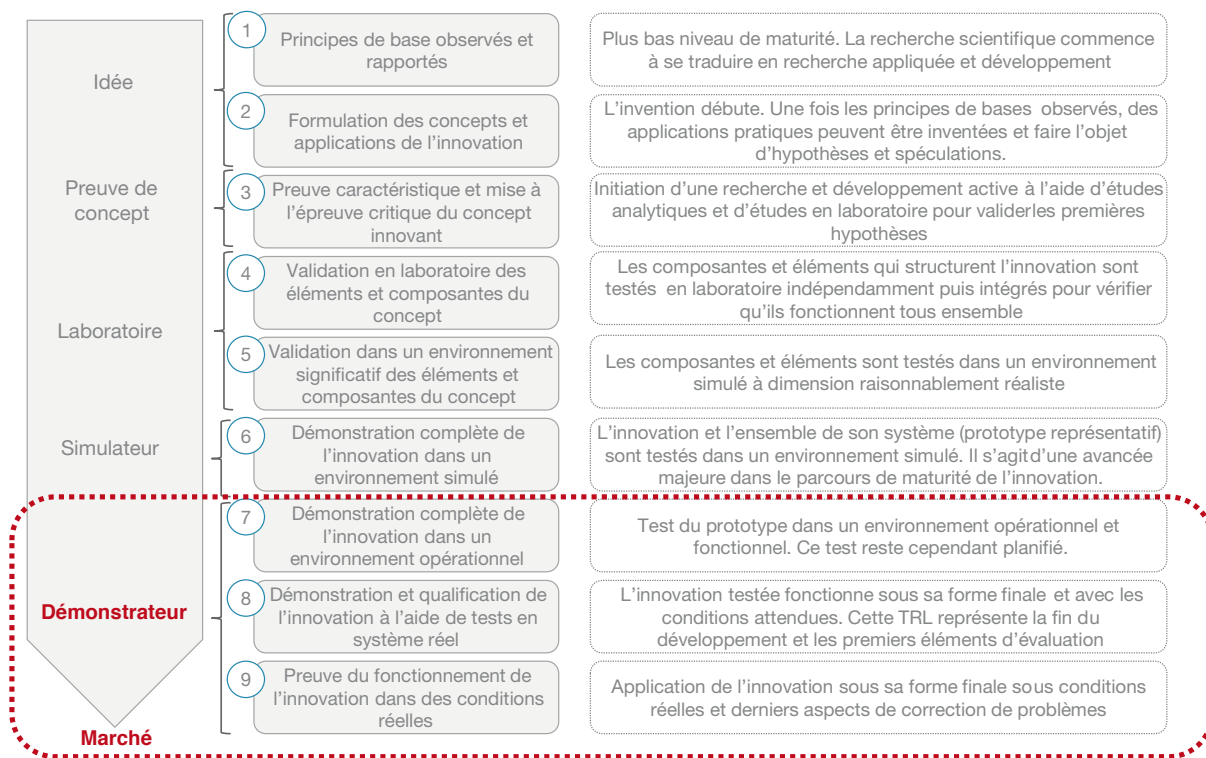 Idée
1
Principes de base observés et
rapportés
Plus bas niveau de maturité. La recherche scientifique commence
à se traduire en recherche appliquée et développement
2
Formulation des concepts et
applications de l'innovation
L'invention débute. Une fois les principes de bases observés, des
applications pratiques peuvent être inventées et faire l'objet
d'hypothèses et spéculations.
Preuve de
concept
3
Preuve caractéristique et mise à
l'épreuve critique du concept
innovant
Initiation d'une recherche et développement active à l'aide d'études
analytiques et d'études en laboratoire pour validerles premières
hypothèses
Laboratoire
4
Validation en laboratoire des
éléments et composantes du
concept
Les composantes et éléments qui structurent l'innovation sont
testés en laboratoire indépendamment puis intégrés pour vérifier
qu'ils fonctionnent tous ensemble
5
Validation dans un environnement
significatif des éléments et
composantes du concept
Les composantes et éléments sont testés dans un environnement
simulé à dimension raisonnablement réaliste
Simulateur
6
Démonstration complète de
l'innovation dans un
environnement simulé
L'innovation et l'ensemble de son système (prototype représentatif)
sont testés dans un environnement simulé. Il s'agitd'une avancée
majeure dans le parcours de maturité de l'innovation.
Démonstrateur
7
Démonstration complète de
l'innovation dans un
environnement opérationnel
Test du prototype dans un environnement opérationnel et
fonctionnel. Ce test reste cependant planifié.
8
Démonstration et qualification de
l'innovation à l'aide de tests en
système réel
L'innovation testée fonctionne sous sa forme finale et avec les
conditions attendues. Cette TRL représente la fin du
développement et les premiers éléments d'évaluation
9
Preuve du fonctionnement de
l'innovation dans des conditions
réelles
Application de l'innovation sous sa forme finale sous conditions
réelles et derniers aspects de correction de problèmes
Marché